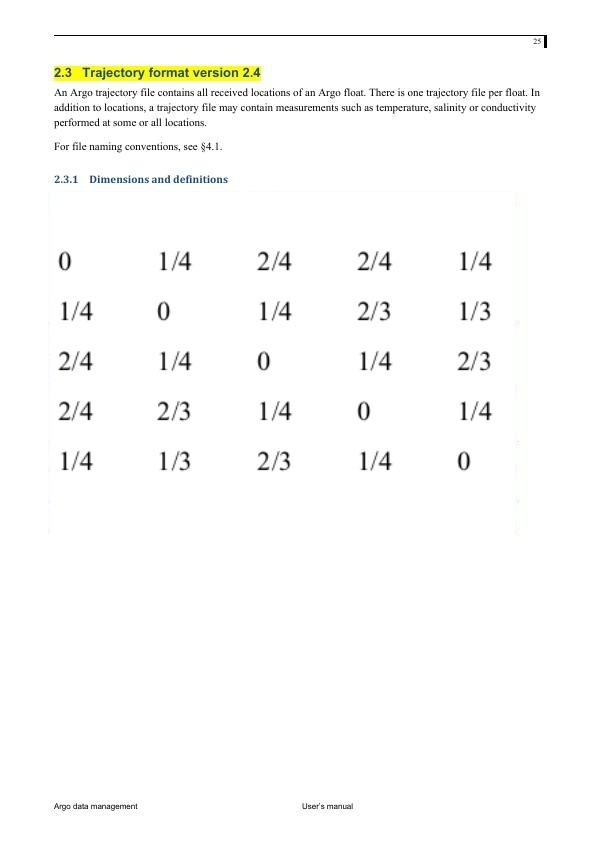 25
2.3 Trajectory format version 2.4
An Argo trajectory file contains all received locations of an Argo float. There is one trajectory file per float. In
addition to locations, a trajectory file may contain measurements such as temperature, salinity or conductivity
performed at some or all locations.
For file naming conventions, see §4.1.
2.3.1 Dimensions and definitions
0 1/4 2/4 2/4 1/4
1/4 0 1/4 2/3 1/3
2/4 1/4 0 1/4 2/3
2/4 2/3 1/4 0 1/4
1/4 1/3 2/3 1/4 0
Argo data management User's manual